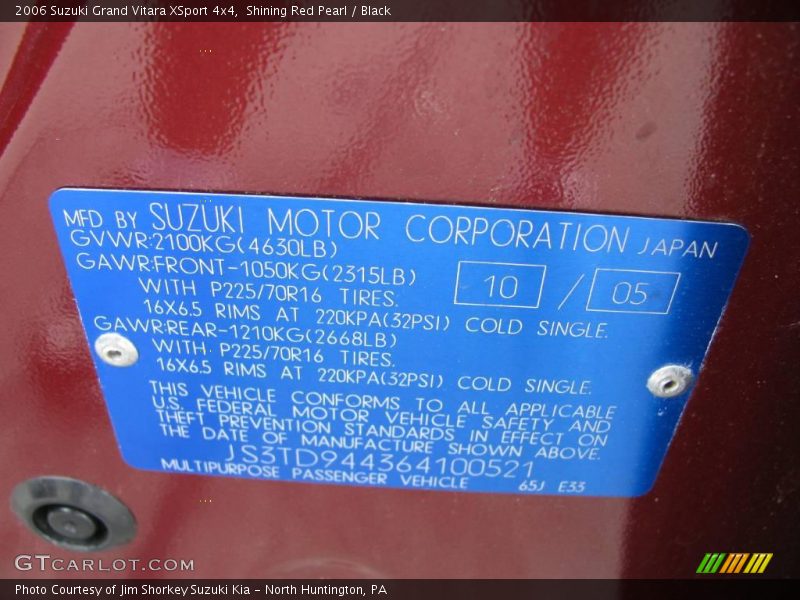 2006 Suzuki Grand Vitara XSport 4x4,  Shining Red Pearl / Black
MFD BY SUZUKI MOTOR CORPORATION JAPAN
GVWR:2100KG(4630LB)
GAWR:FRONT-1050KG(2315LB)
10 / 05
WITH P225/70R16 TIRES.
16X6.5 RIMS AT 220KPA(32PSI) COLD SINGLE.
GAWR:REAR-1210KG(2668LB)
WITH P225/70R16 TIRES.
16X6.5 RIMS AT 220KPA(32PSI) COLD SINGLE.
THIS VEHICLE CONFORMS TO ALL APPLICABLE
U.S. FEDERAL MOTOR VEHICLE SAFETY AND
THEFT PREVENTION STANDARDS IN EFFECT ON
THE DATE OF MANUFACTURE SHOWN ABOVE.
JS3TD944364100521
MULTIPURPOSE PASSENGER VEHICLE 65J E33
GTCARLOT.COM
Photo Courtesy of Jim Shorkey Suzuki Kia - North Huntington, PA